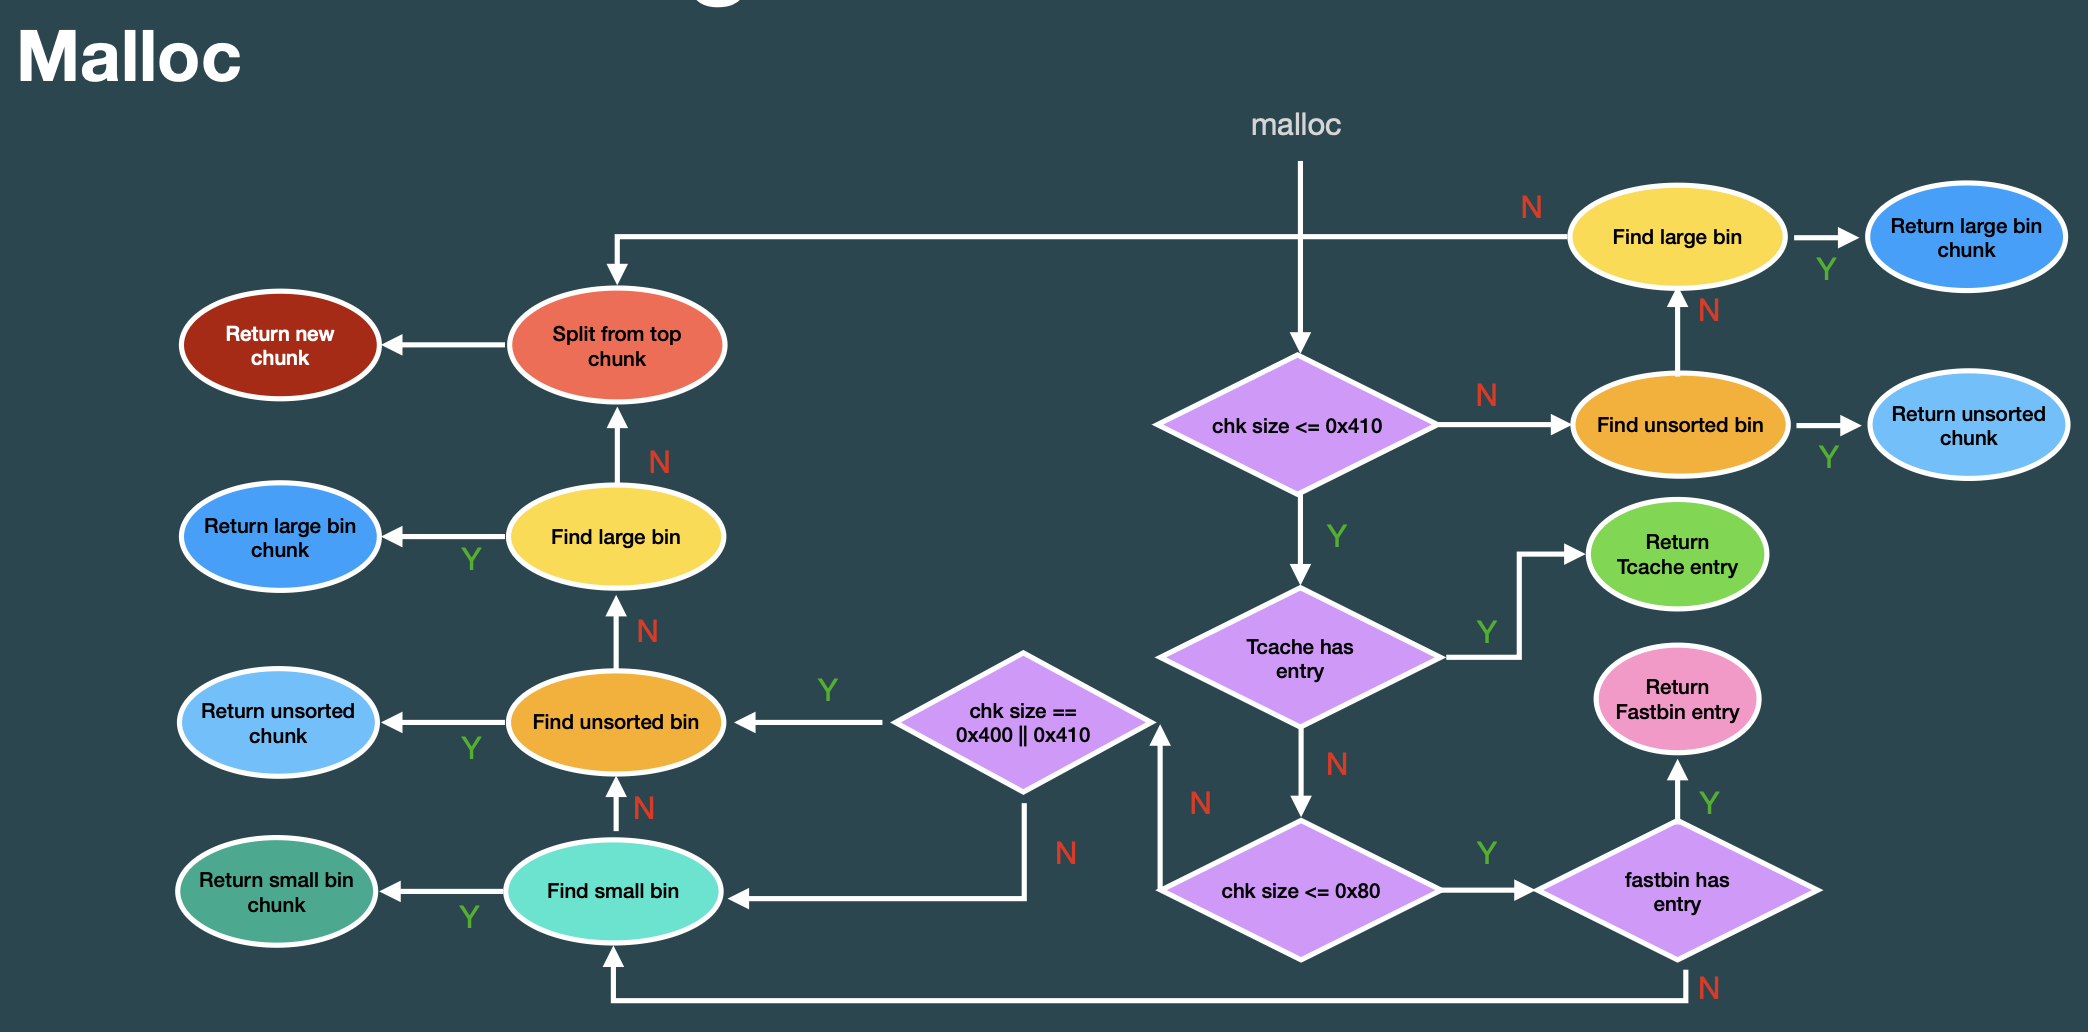 Malloc
malloc
N
Find large bin
Return large bin
chunk
Y
N
Return new
chunk
Split from top
chunk
chk size <= 0x410
N
Find unsorted bin
Return unsorted
chunk
Y
N
Return large bin
chunk
Y
Find large bin
Y
Return
Tcache entry
N
Tcache has
entry
Y
Return unsorted
chunk
Y
Find unsorted bin
Y
chk size ==
0x400 || 0x410
Return
Fastbin entry
N
N
N
Y
Return small bin
chunk
Y
Find small bin
N
chk size <= 0x80
Y
fastbin has
entry
N